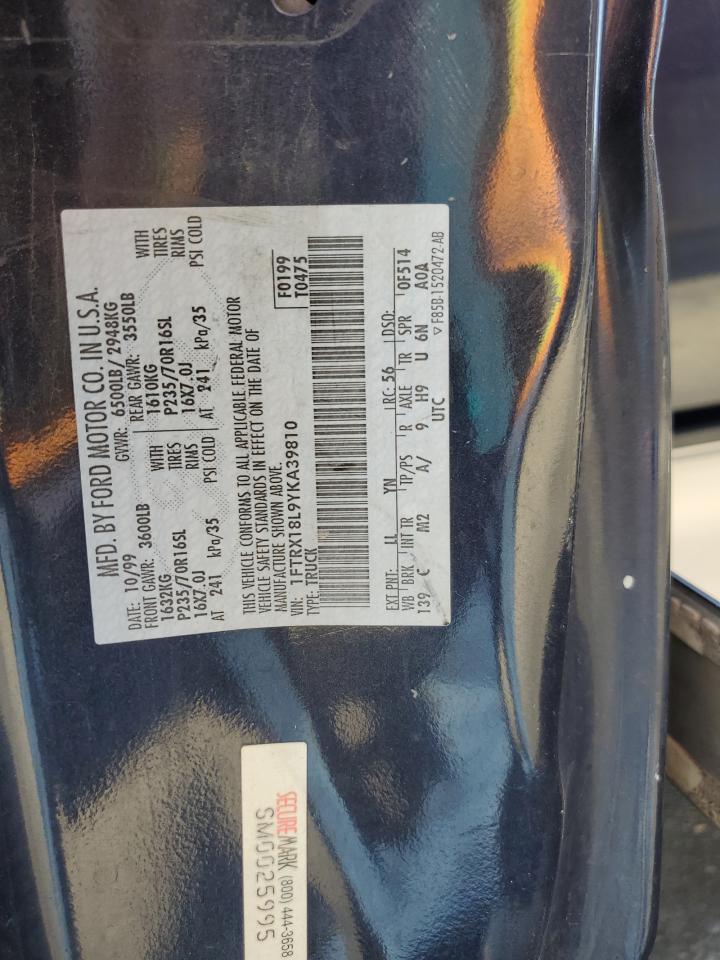 MFD. BY FORD MOTOR CO. IN U.S.A.
DATE: 10/99 GVWR: 6500LB/2948KG
FRONT GAWR: 3600LB REAR GAWR: 3550LB
1632KG WITH 1610KG WITH
P235/70R16SL TIRES P235/70R16SL TIRES
16X7.0J RIMS 16X7.0J RIMS
AT 241 kPa/35 PSI COLD AT 241 kPa/35 PSI COLD
THIS VEHICLE CONFORMS TO ALL APPLICABLE FEDERAL MOTOR
VEHICLE SAFETY STANDARDS IN EFFECT ON THE DATE OF
MANUFACTURE SHOWN ABOVE.
VIN: 1FTRX18L9YKA39810 F0199
TYPE: TRUCK T0475
EXT PNT: LL YN RC: 56 DSO:
WB BRK INT TR TP/PS R AXLE TR SPR 0F514
139 C M2 A/ 9 H9 U 6N A0A
UTC
▽F85B-1520472-AB
SECUREMARK (800) 444-3658
SM0025995